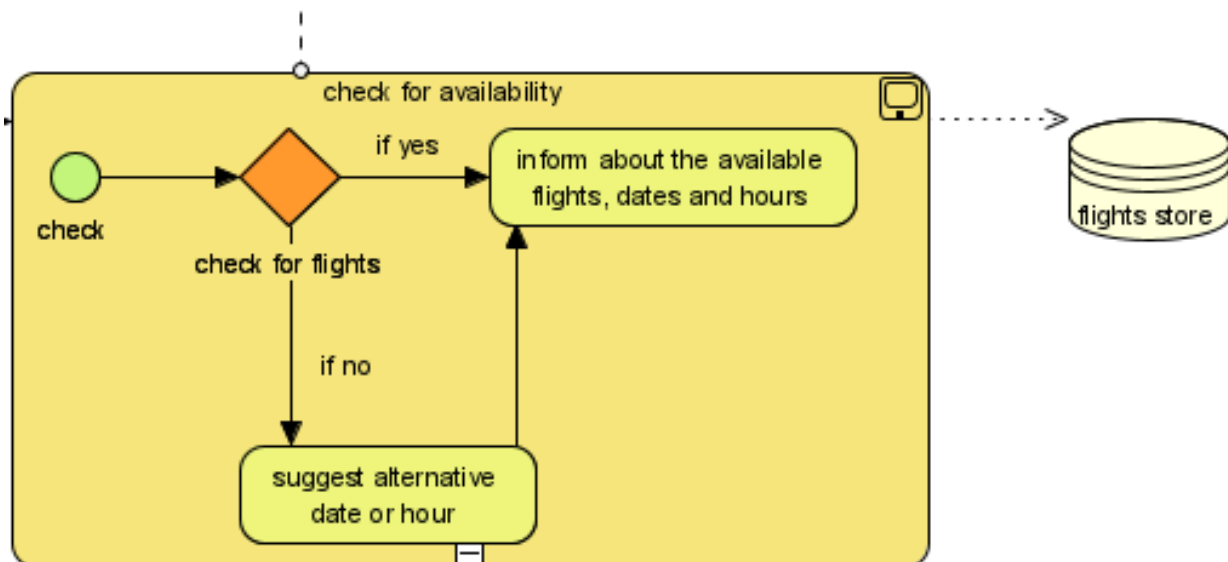 check for availability
if yes
inform about the available
flights, dates and hours
check
check for flights
flights store
if no
suggest alternative
date or hour